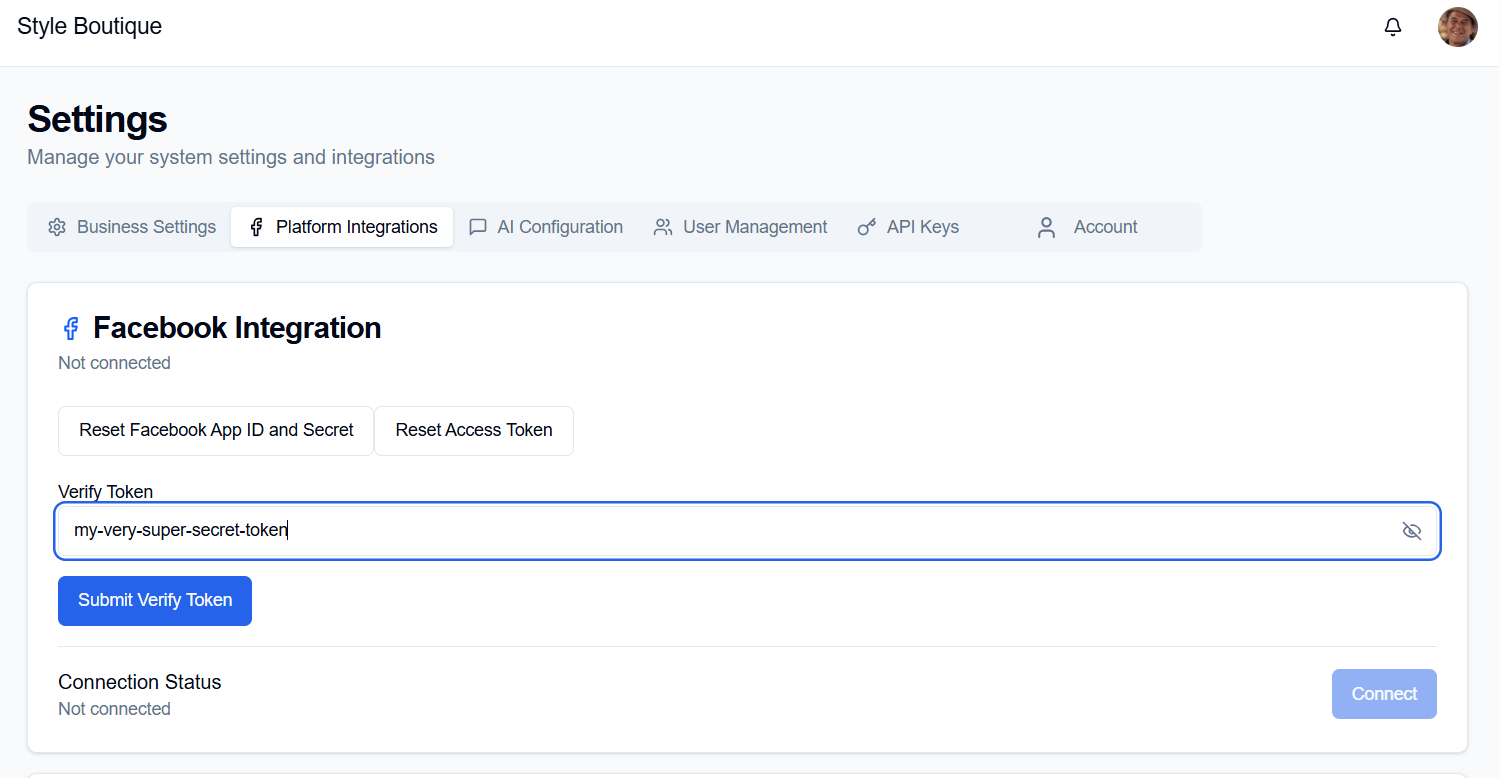 Style Boutique
Settings
Manage your system settings and integrations
Business Settings Platform Integrations AI Configuration User Management API Keys Account
Facebook Integration
Not connected
Reset Facebook App ID and Secret Reset Access Token
Verify Token
my-very-super-secret-token
Submit Verify Token
Connection Status
Not connected
Connect